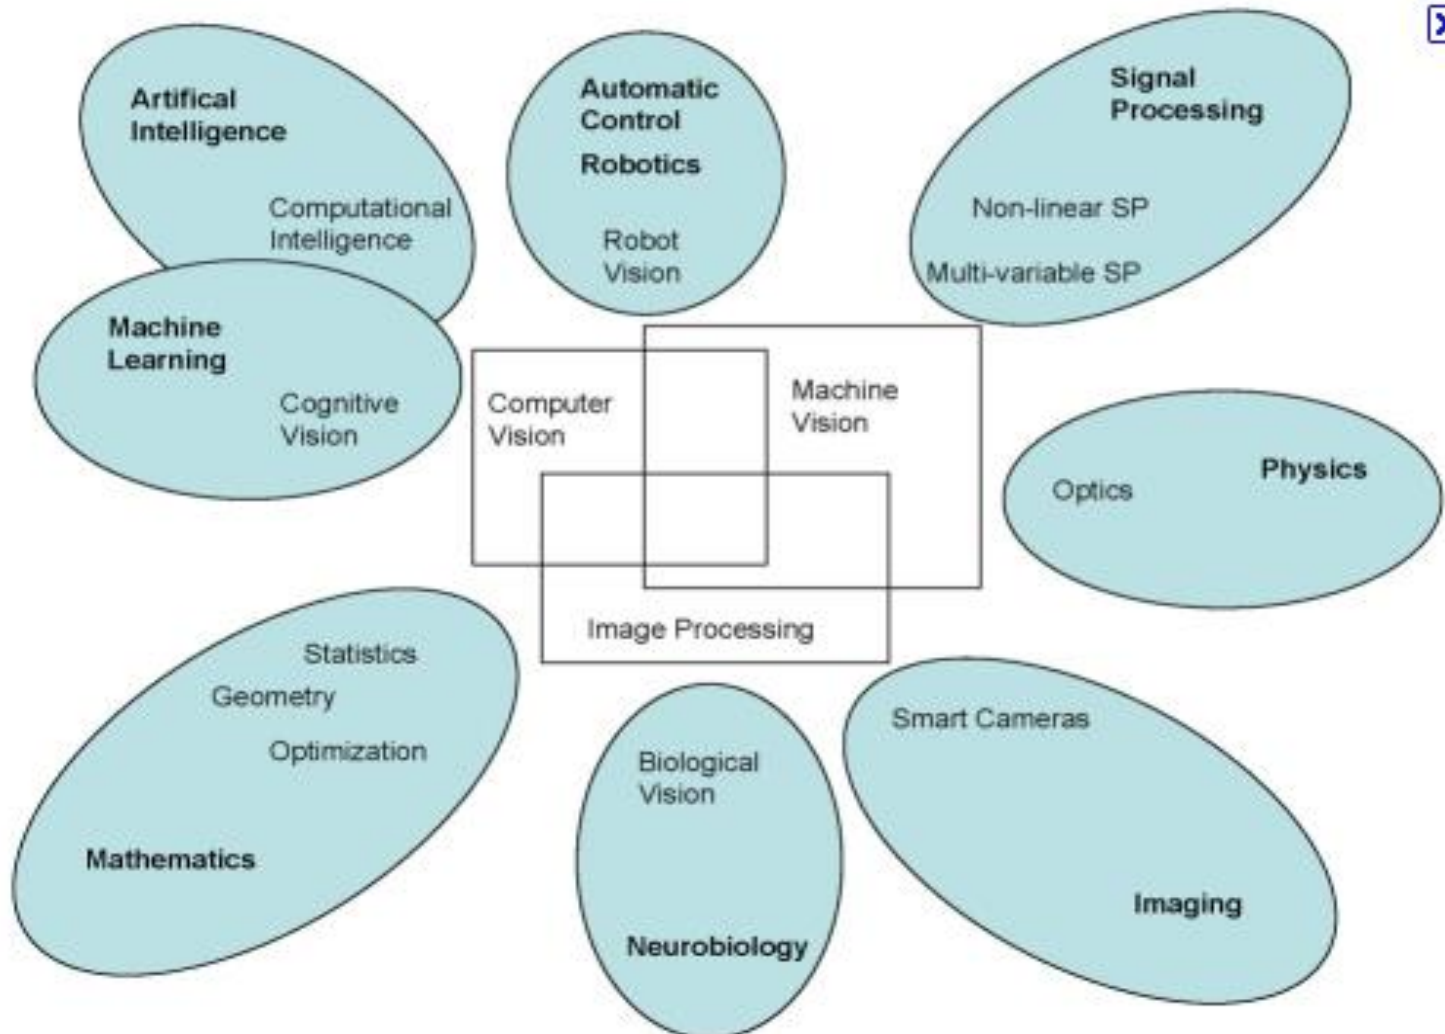 Artifical
Intelligence
Computational
Intelligence
Automatic
Control
Robotics
Robot
Vision
Signal
Processing
Non-linear SP
Multi-variable SP
Machine
Learning
Cognitive
Vision
Computer
Vision
Machine
Vision
Image Processing
Optics
Physics
Statistics
Geometry
Optimization
Mathematics
Biological
Vision
Neurobiology
Smart Cameras
Imaging